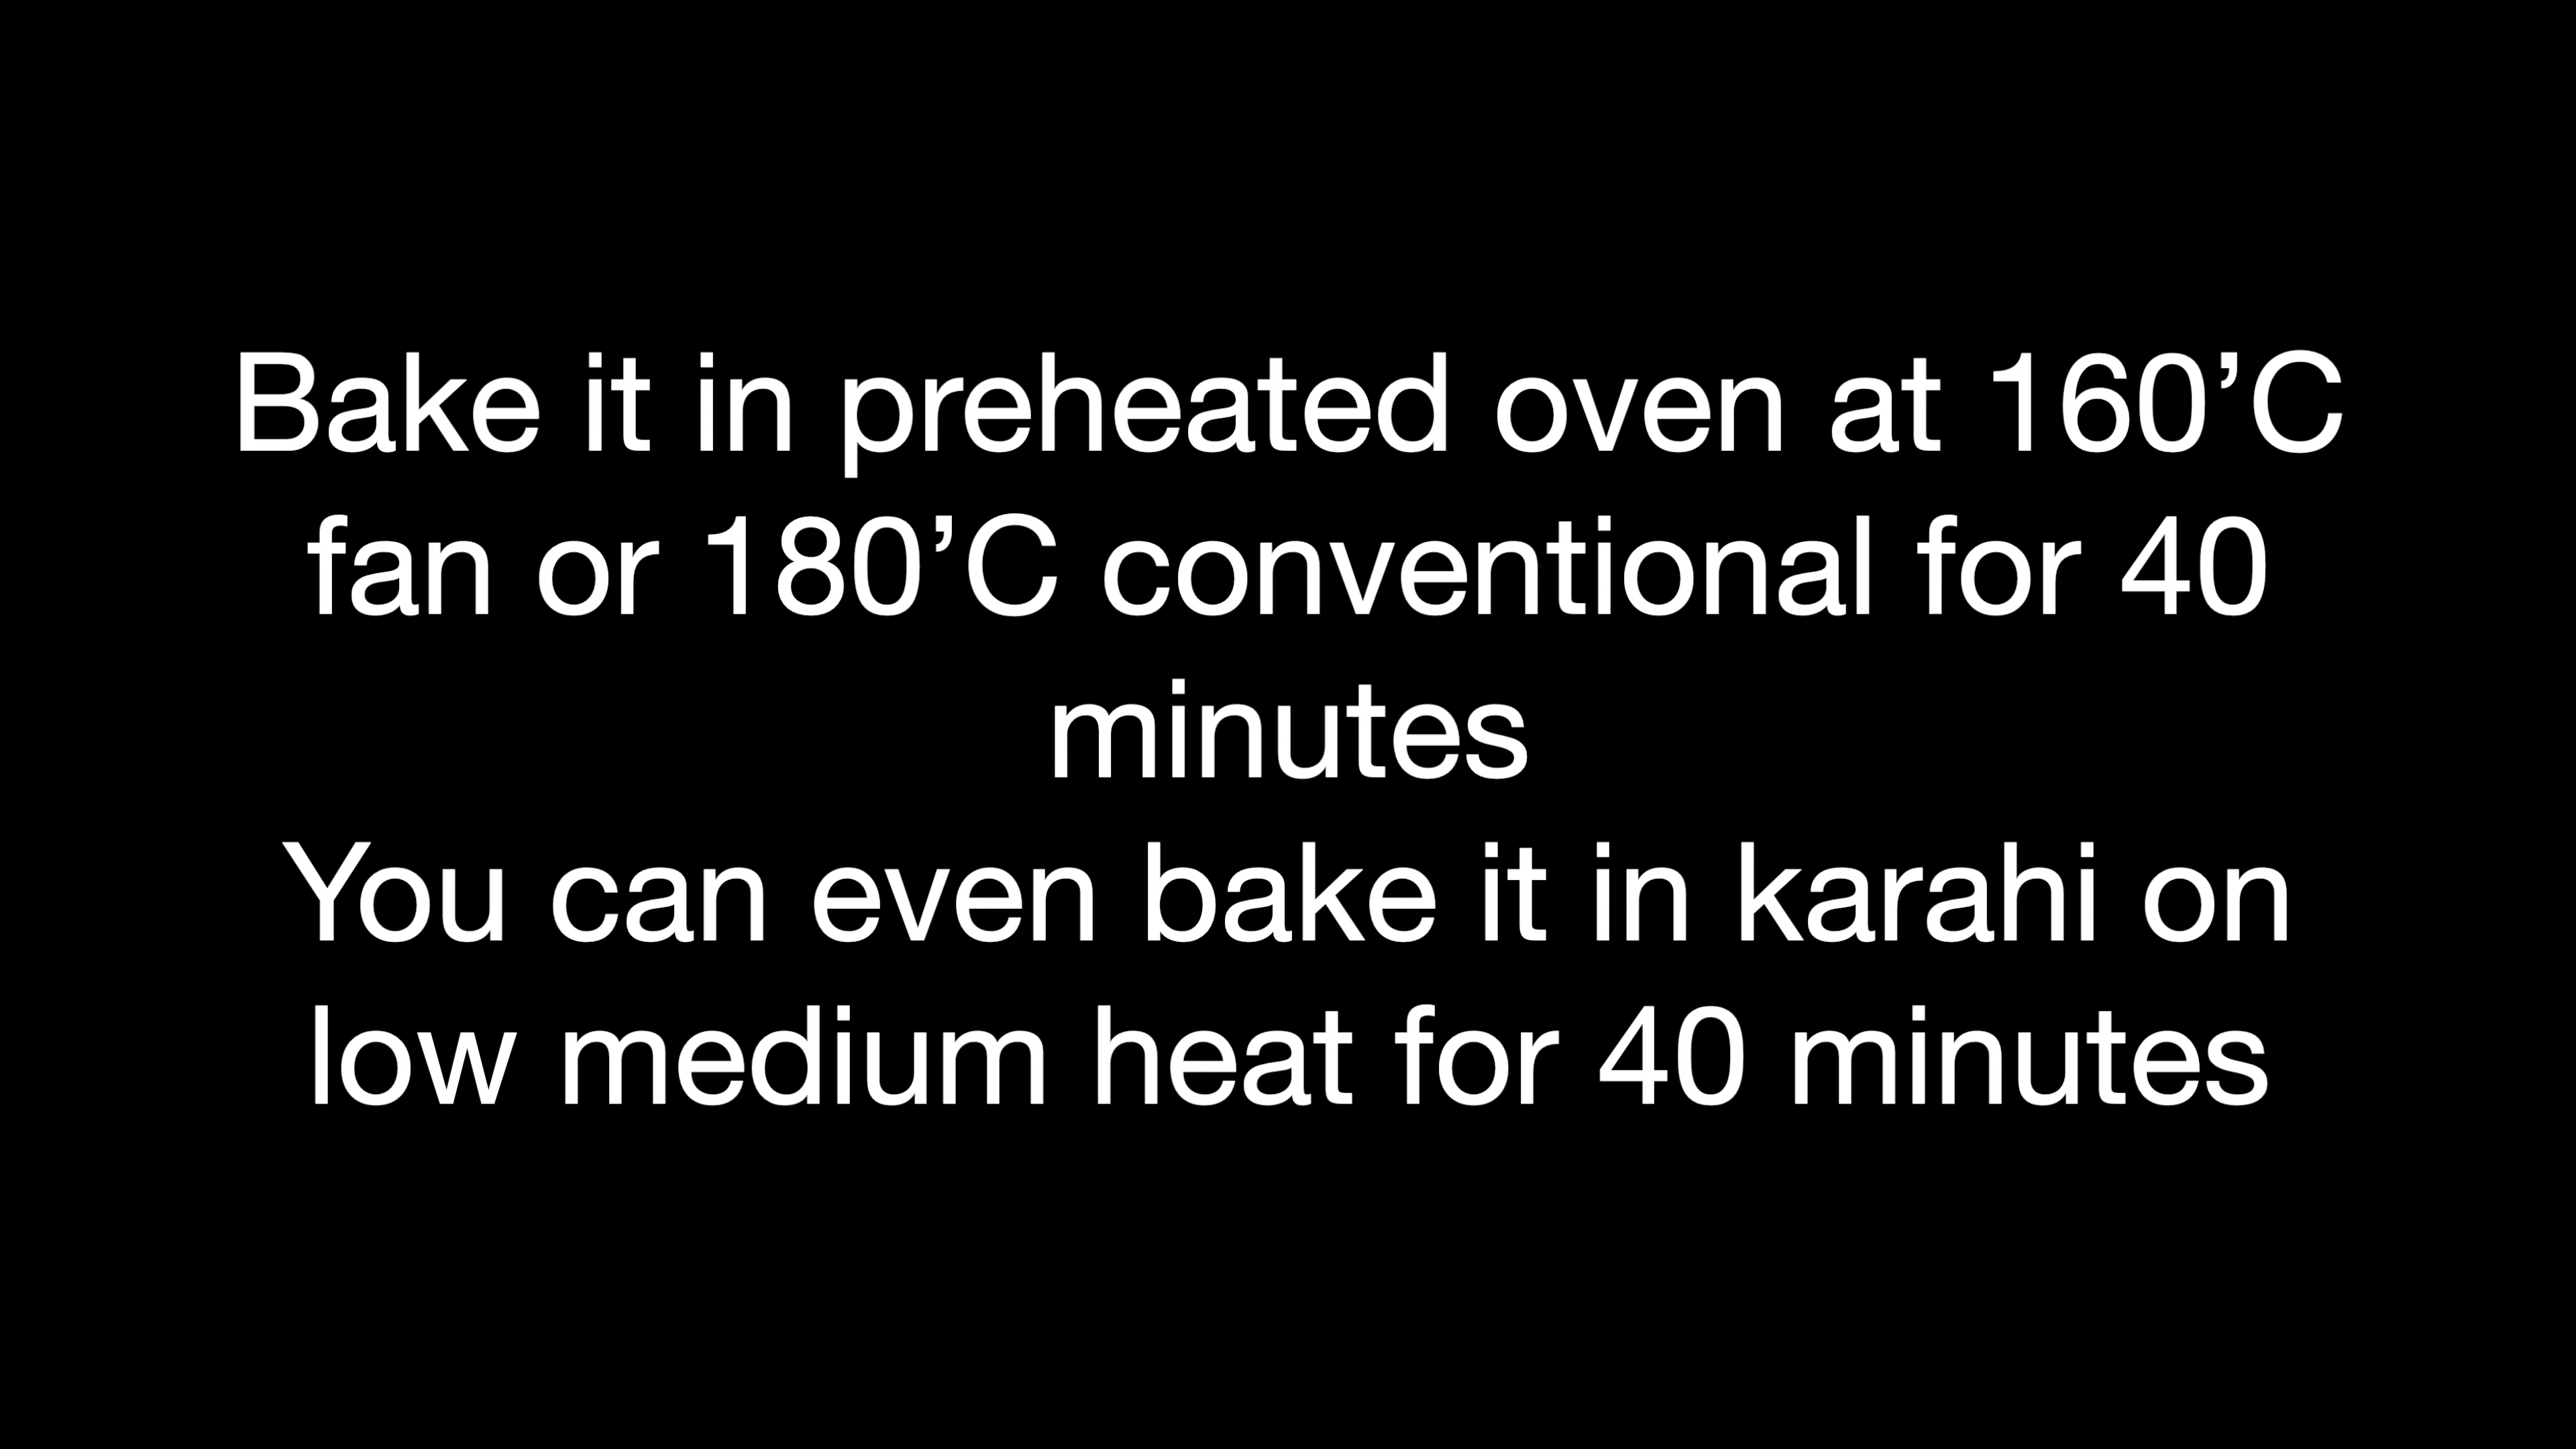 Bake it in preheated oven at 160’C
fan or 180’C conventional for 40
minutes
You can even bake it in karahi on
low medium heat for 40 minutes